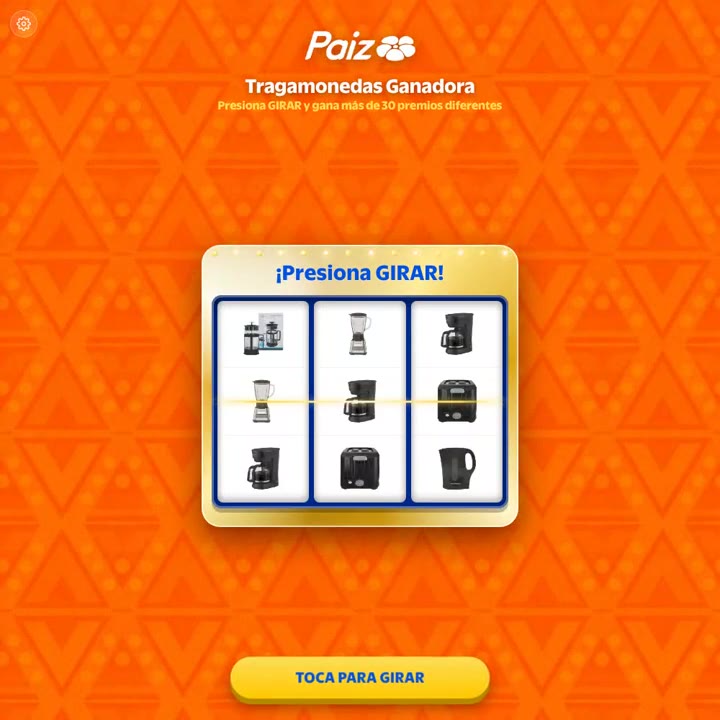 Paiz
Tragamonedas Ganadora
Presiona GIRAR y gana más de 30 premios diferentes
¡Presiona GIRAR!
TOCA PARA GIRAR